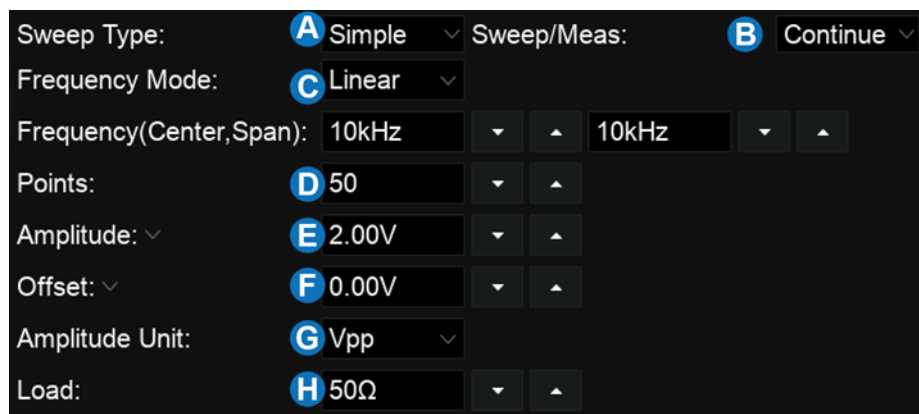 Sweep Type: A Simple Sweep/Meas: B Continue
Frequency Mode: C Linear
Frequency(Center,Span): 10kHz 10kHz
Points: D 50
Amplitude: E 2.00V
Offset: F 0.00V
Amplitude Unit: G Vpp
Load: H 50Ω